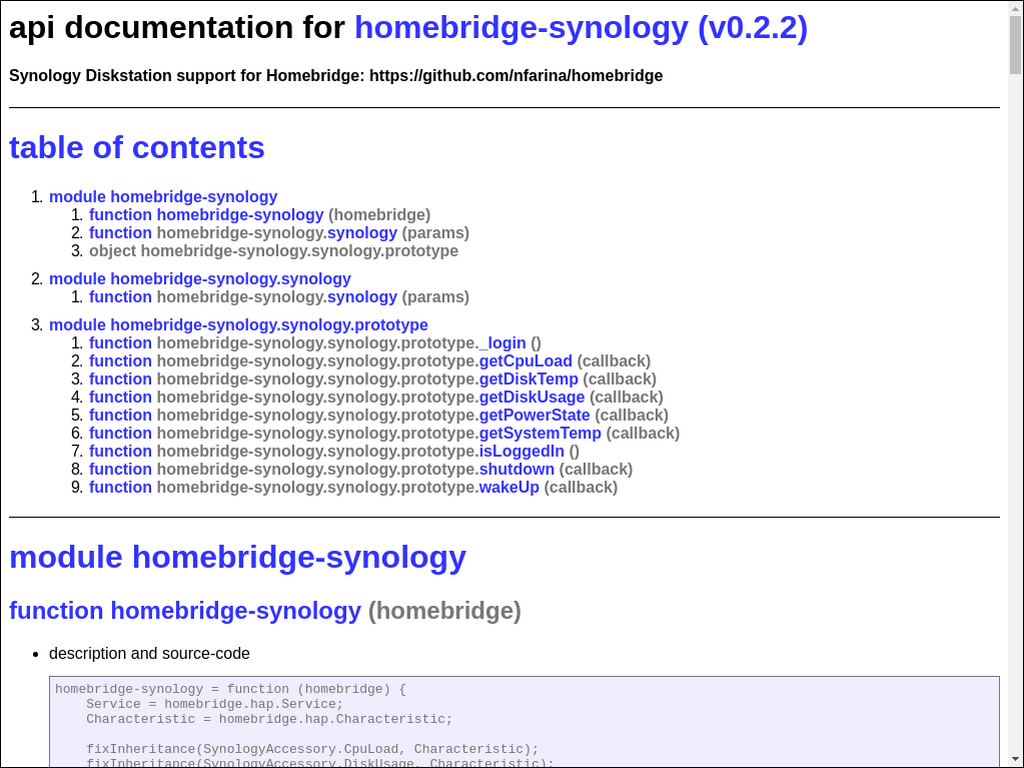 api documentation for homebridge-synology (v0.2.2)
Synology Diskstation support for Homebridge: https://github.com/nfarina/homebridge
table of contents
1. module homebridge-synology
1. function homebridge-synology (homebridge)
2. function homebridge-synology.synology (params)
3. object homebridge-synology.synology.prototype
2. module homebridge-synology.synology
1. function homebridge-synology.synology (params)
3. module homebridge-synology.synology.prototype
1. function homebridge-synology.synology.prototype._login ()
2. function homebridge-synology.synology.prototype.getCpuLoad (callback)
3. function homebridge-synology.synology.prototype.getDiskTemp (callback)
4. function homebridge-synology.synology.prototype.getDiskUsage (callback)
5. function homebridge-synology.synology.prototype.getPowerState (callback)
6. function homebridge-synology.synology.prototype.getSystemTemp (callback)
7. function homebridge-synology.synology.prototype.isLoggedIn ()
8. function homebridge-synology.synology.prototype.shutdown (callback)
9. function homebridge-synology.synology.prototype.wakeUp (callback)
module homebridge-synology
function homebridge-synology (homebridge)
• description and source-code
homebridge-synology = function (homebridge) {
    Service = homebridge.hap.Service;
    Characteristic = homebridge.hap.Characteristic;
    fixInheritance(SynologyAccessory.CpuLoad, Characteristic);
    fixInheritance(SynologyAccessory.DiskUsage, Characteristic);